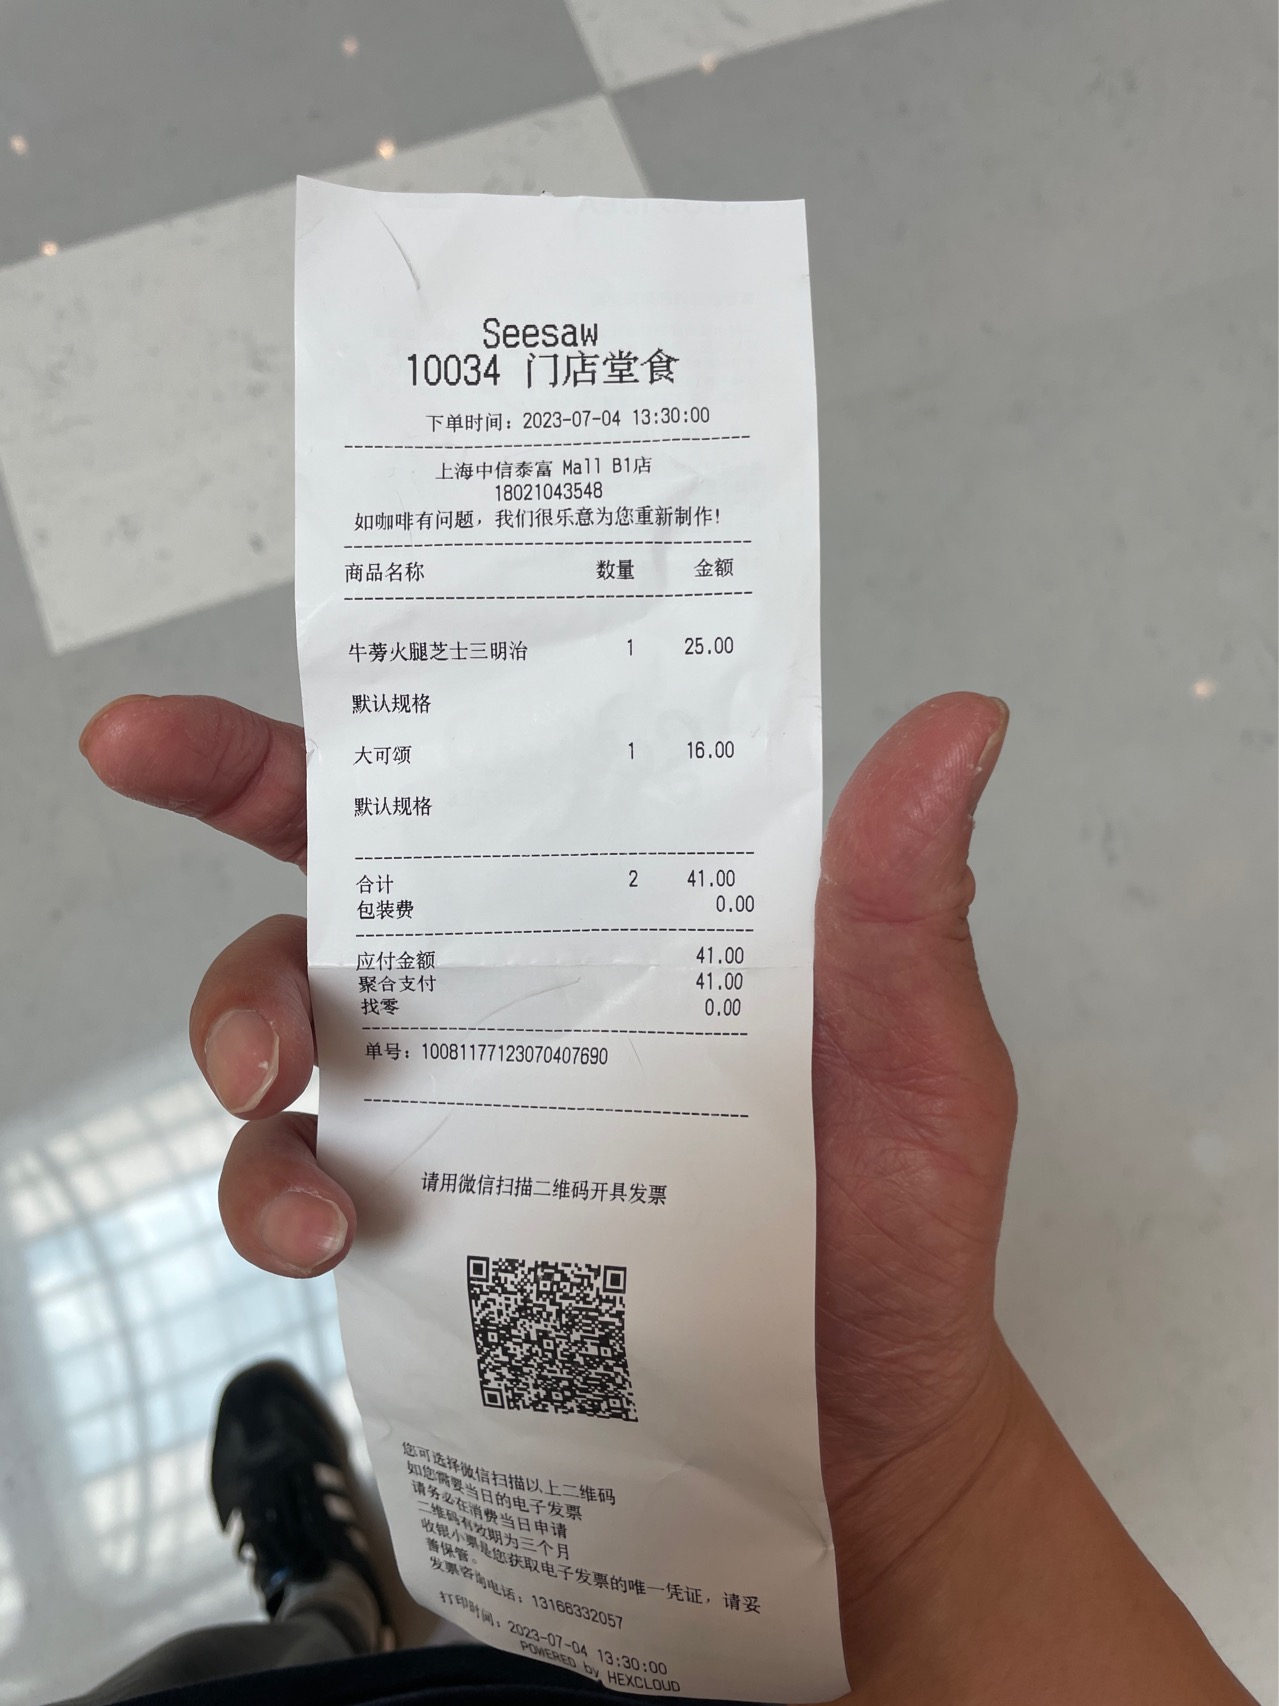 Seesaw
10034 门店堂食
下单时间：2023-07-04 13:30:00
上海中信泰富 Mall B1店
18021043548
如咖啡有问题，我们很乐意为您重新制作！
商品名称 数量 金额
牛蒡火腿芝士三明治 1 25.00
默认规格
大可颂 1 16.00
默认规格
合计 2 41.00
包装费 0.00
应付金额 41.00
聚合支付 41.00
找零 0.00
单号：10081177123070407690
请用微信扫描二维码开具发票
您可选择微信扫描以上二维码
如您需要当日的电子发票
请务必在消费当日申请
二维码有效期为三个月
收银小票是您获取电子发票的唯一凭证，请妥
善保管。
发票咨询电话：13166332057
打印时间：2023-07-04 13:30:00
POWERED by HEXCLOUD